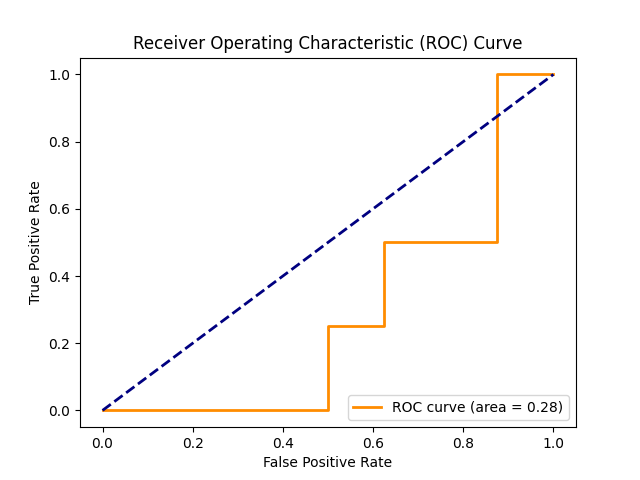 Receiver Operating Characteristic (ROC) Curve
True Positive Rate
1.0
0.8
0.6
0.4
0.2
0.0
ROC curve (area = 0.28)
0.0 0.2 0.4 0.6 0.8 1.0
False Positive Rate